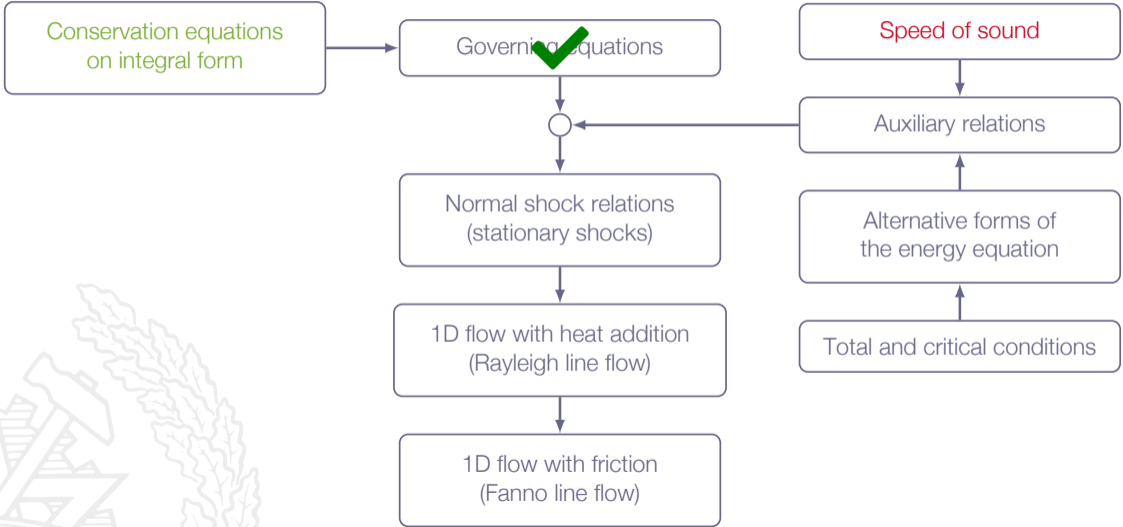 Conservation equations
on integral form
Governing equations
Speed of sound
Auxiliary relations
Normal shock relations
(stationary shocks)
Alternative forms of
the energy equation
1D flow with heat addition
(Rayleigh line flow)
Total and critical conditions
1D flow with friction
(Fanno line flow)